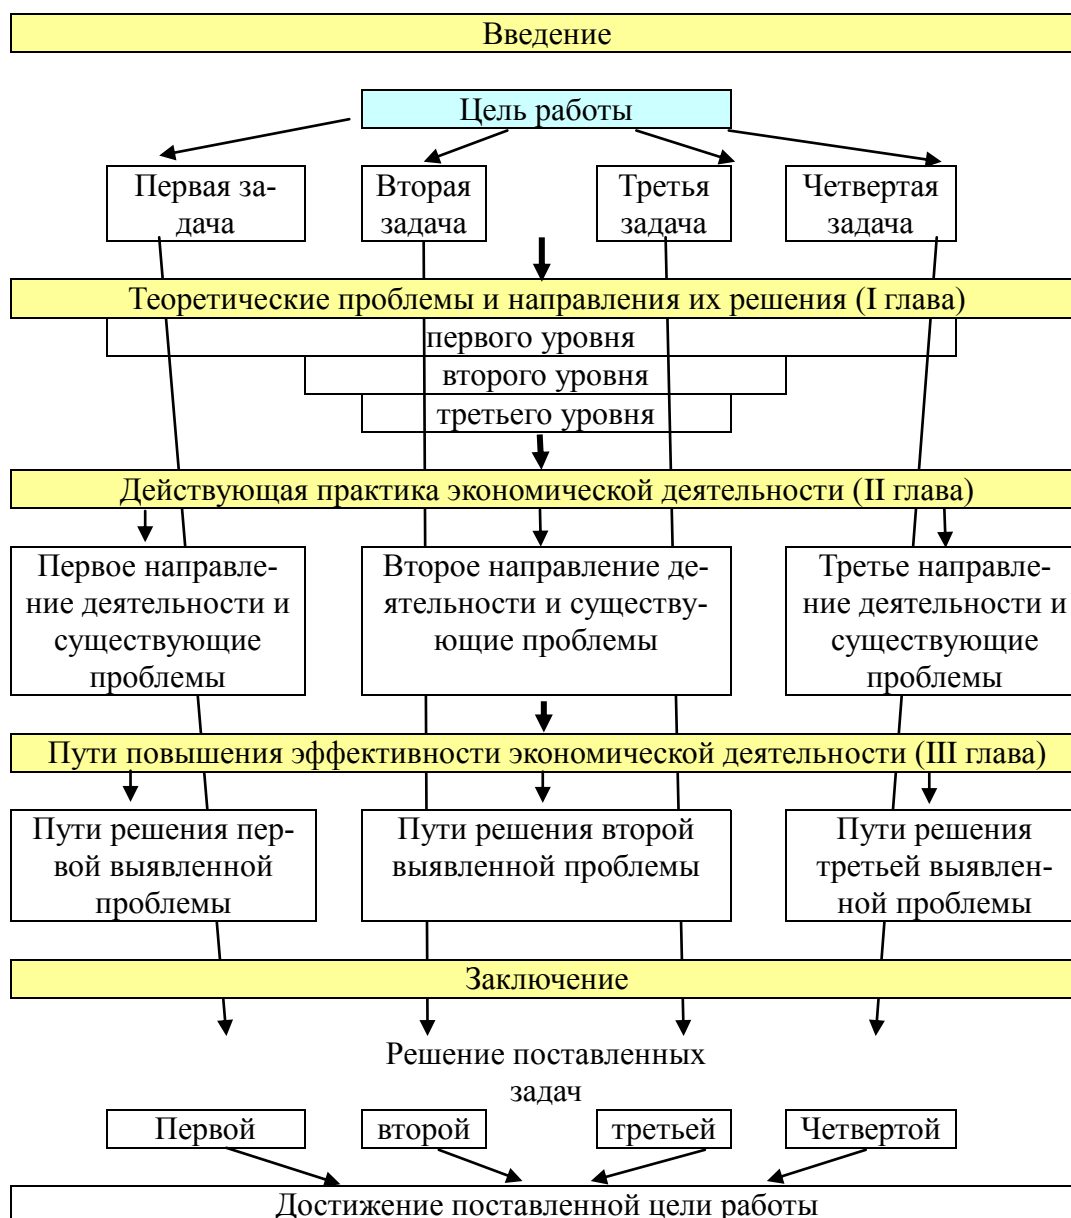 Введение
Цель работы
Первая за-
дача
Вторая
задача
Третья
задача
Четвертая
задача
Теоретические проблемы и направления их решения (I глава)
первого уровня
второго уровня
третьего уровня
Действующая практика экономической деятельности (II глава)
Первое направле-
ние деятельности и
существующие
проблемы
Второе направление де-
ятельности и существу-
ющие проблемы
Третье направле-
ние деятельности и
существующие
проблемы
Пути повышения эффективности экономической деятельности (III глава)
Пути решения пер-
вой выявленной
проблемы
Пути решения второй
выявленной проблемы
Пути решения
третьей выявлен-
ной проблемы
Заключение
Решение поставленных
задач
Первой
второй
третьей
Четвертой
Достижение поставленной цели работы